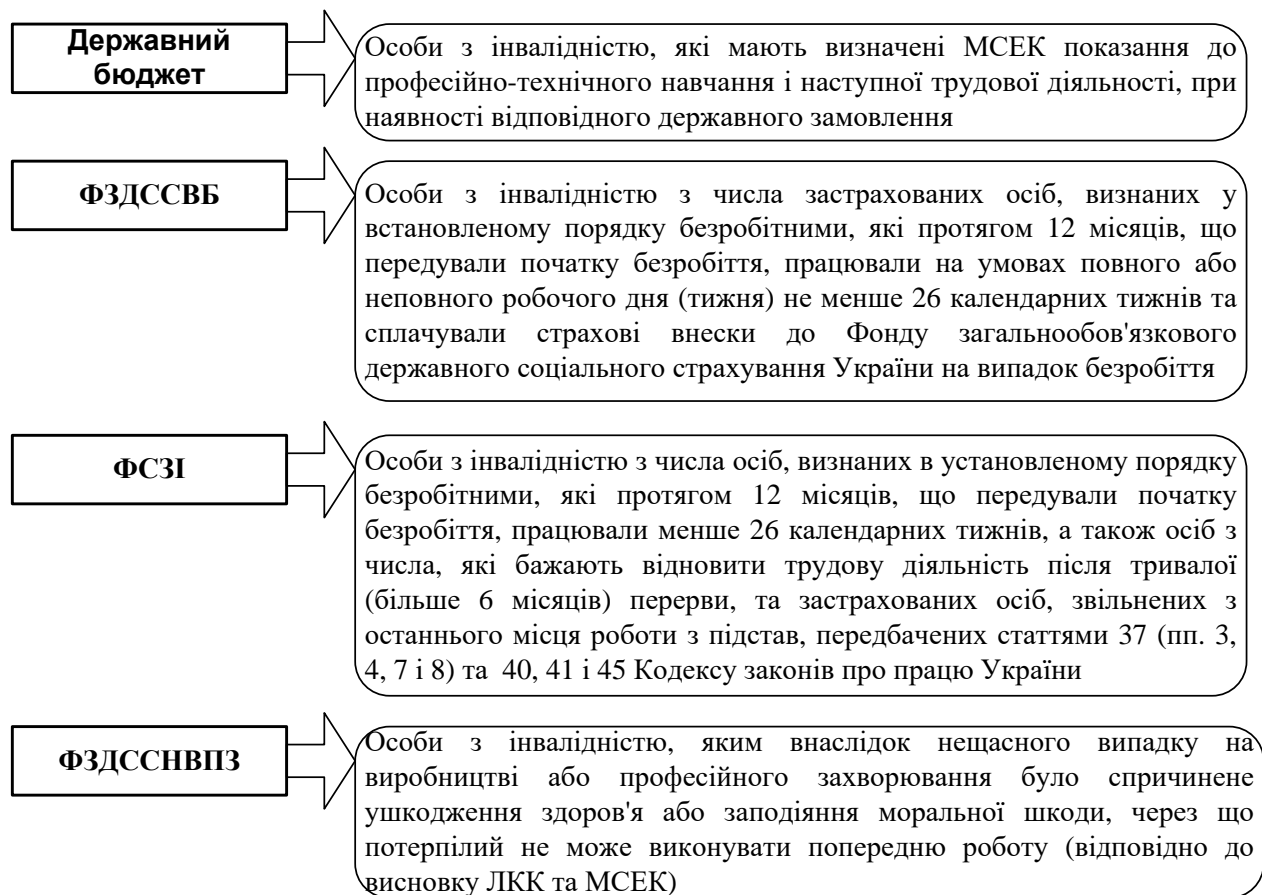 Державний
бюджет
Особи з інвалідністю, які мають визначені МСЕК показання до
професійно-технічного навчання і наступної трудової діяльності, при
наявності відповідного державного замовлення
ФЗДССВБ
Особи з інвалідністю з числа застрахованих осіб, визнаних у
встановленому порядку безробітними, які протягом 12 місяців, що
передували початку безробіття, працювали на умовах повного або
неповного робочого дня (тижня) не менше 26 календарних тижнів та
сплачували страхові внески до Фонду загальнообов'язкового
державного соціального страхування України на випадок безробіття
ФСЗІ
Особи з інвалідністю з числа осіб, визнаних в установленому порядку
безробітними, які протягом 12 місяців, що передували початку
безробіття, працювали менше 26 календарних тижнів, а також осіб з
числа, які бажають відновити трудову діяльність після тривалої
(більше 6 місяців) перерви, та застрахованих осіб, звільнених з
останнього місця роботи з підстав, передбачених статтями 37 (пп. 3,
4, 7 і 8) та 40, 41 і 45 Кодексу законів про працю України
ФЗДССНВПЗ
Особи з інвалідністю, яким внаслідок нещасного випадку на
виробництві або професійного захворювання було спричинене
ушкодження здоров'я або заподіяння моральної шкоди, через що
потерпілий не може виконувати попередню роботу (відповідно до
висновку ЛКК та МСЕК)